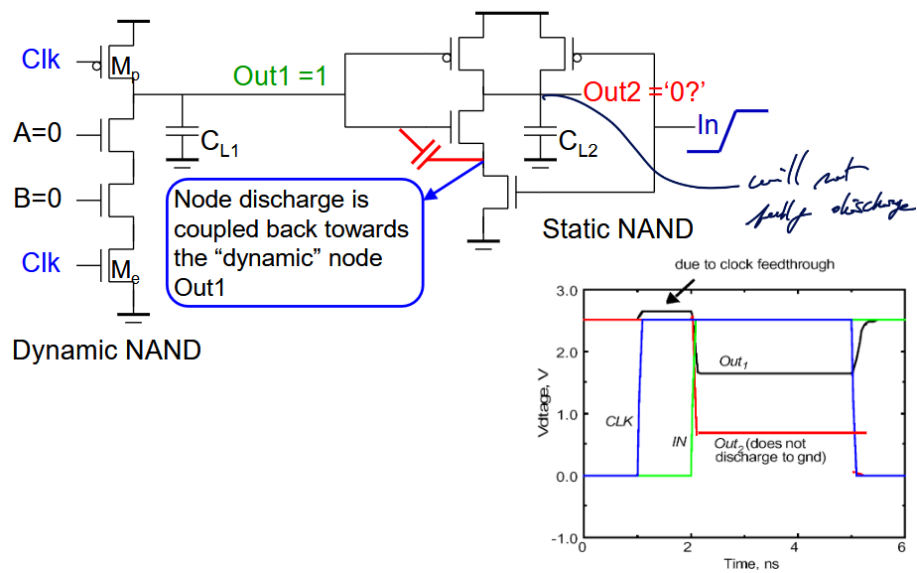 Clk
Mp
Out1 =1
Out2 ='0?'
A=0
CL1
CL2
In
B=0
will not
fully discharge
Node discharge is
coupled back towards
the “dynamic” node
Out1
Clk
Me
Static NAND
Dynamic NAND
due to clock feedthrough
3.0
2.0
1.0
0.0
-1.0
Vdtage, V
CLK
IN
Out1
Out2 (does not
discharge to gnd)
0
2
4
6
Time, ns